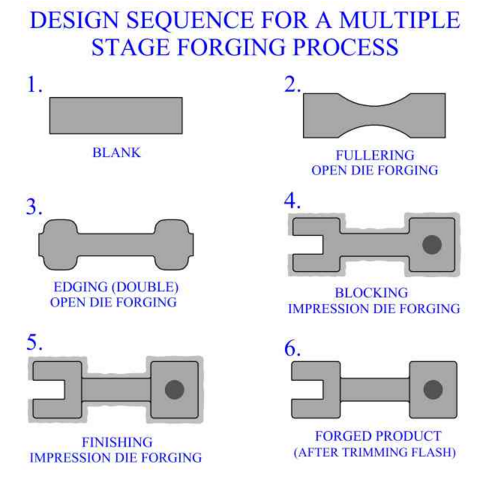 DESIGN SEQUENCE FOR A MULTIPLE
STAGE FORGING PROCESS
1.
BLANK
2.
FULLERING
OPEN DIE FORGING
3.
EDGING (DOUBLE)
OPEN DIE FORGING
4.
BLOCKING
IMPRESSION DIE FORGING
5.
FINISHING
IMPRESSION DIE FORGING
6.
FORGED PRODUCT
(AFTER TRIMMING FLASH)